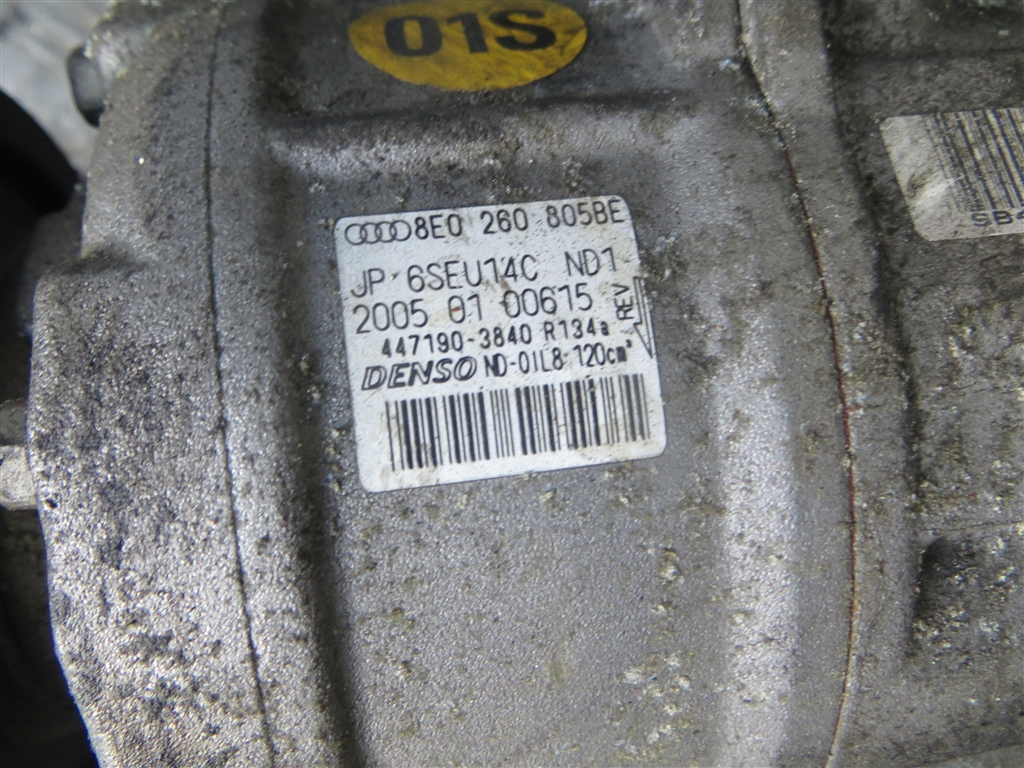 01S
8E0 260 805BE
JP 6SEU14C ND1
2005 01 00615
REV
447190-3840 R134a
DENSO ND-OIL8 120cm³